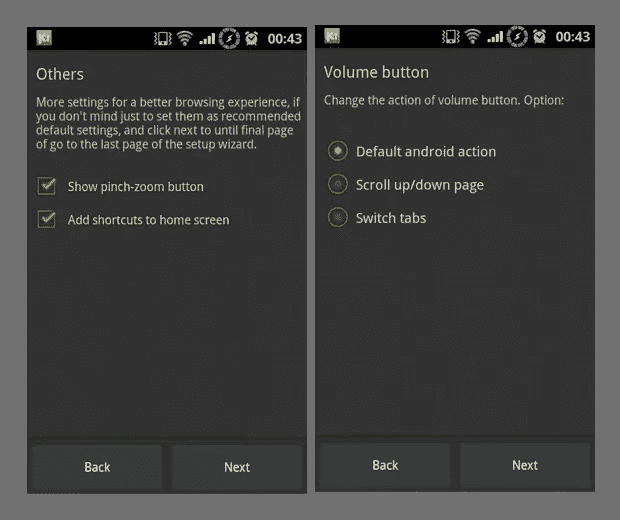 00:43
Others
More settings for a better browsing experience, if
you don't mind just to set them as recommended
default settings, and click next to until final page
of go to the last page of the setup wizard.
Show pinch-zoom button
Add shortcuts to home screen
Back
Next
00:43
Volume button
Change the action of volume button. Option:
Default android action
Scroll up/down page
Switch tabs
Back
Next